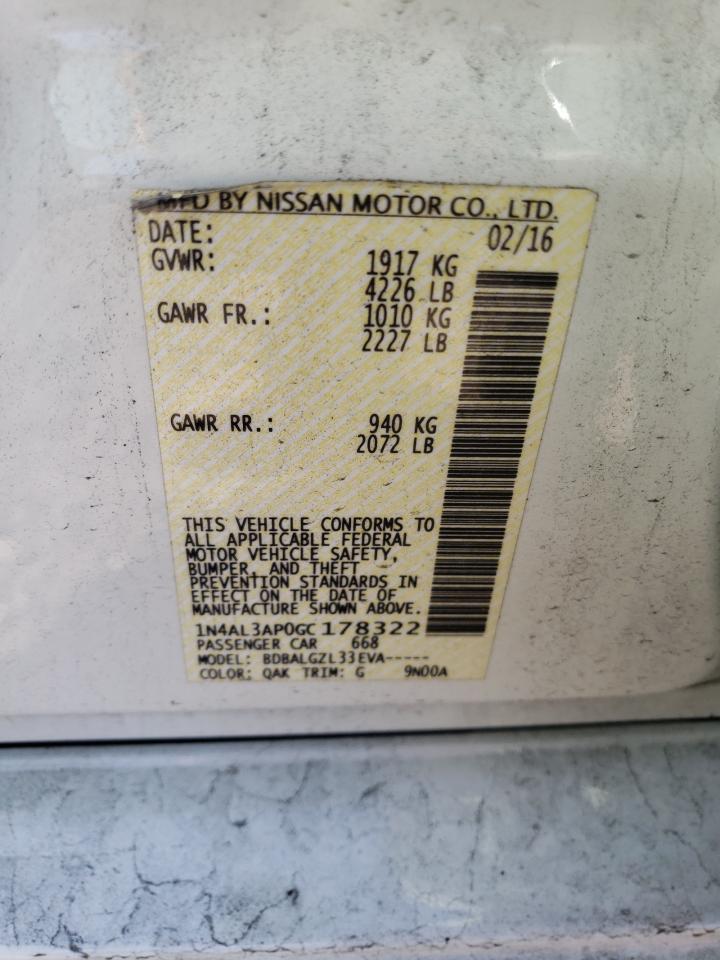 MFD BY NISSAN MOTOR CO., LTD.
DATE: 02/16
GVWR: 1917 KG
4226 LB
GAWR FR.: 1010 KG
2227 LB
GAWR RR.: 940 KG
2072 LB
THIS VEHICLE CONFORMS TO
ALL APPLICABLE FEDERAL
MOTOR VEHICLE SAFETY,
BUMPER, AND THEFT
PREVENTION STANDARDS IN
EFFECT ON THE DATE OF
MANUFACTURE SHOWN ABOVE.
1N4AL3AP0GC178322
PASSENGER CAR 668
MODEL: BDBALGZL33EVA-----
COLOR: QAK TRIM: G 9N00A